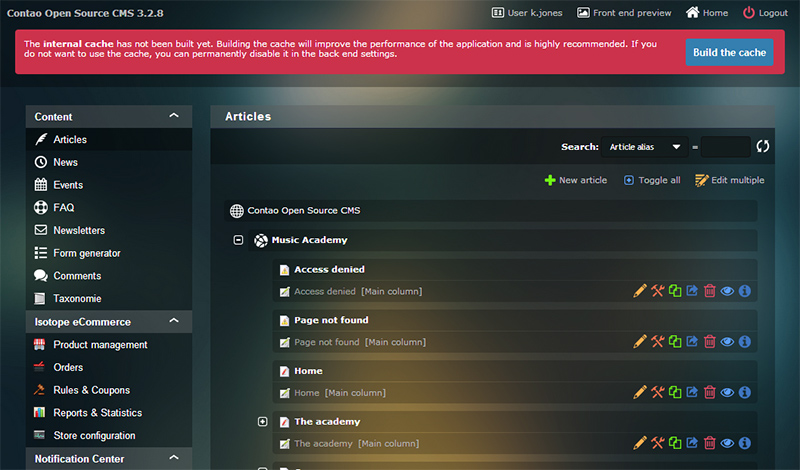 Contao Open Source CMS 3.2.8
User k.jones
Front end preview
Home
Logout
The internal cache has not been built yet. Building the cache will improve the performance of the application and is highly recommended. If you
do not want to use the cache, you can permanently disable it in the back end settings.
Build the cache
Content
Articles
News
Events
FAQ
Newsletters
Form generator
Comments
Taxonomie
Isotope eCommerce
Product management
Orders
Rules & Coupons
Reports & Statistics
Store configuration
Notification Center
Articles
Search: Article alias =
New article
Toggle all
Edit multiple
Contao Open Source CMS
Music Academy
Access denied
Access denied [Main column]
Page not found
Page not found [Main column]
Home
Home [Main column]
The academy
The academy [Main column]